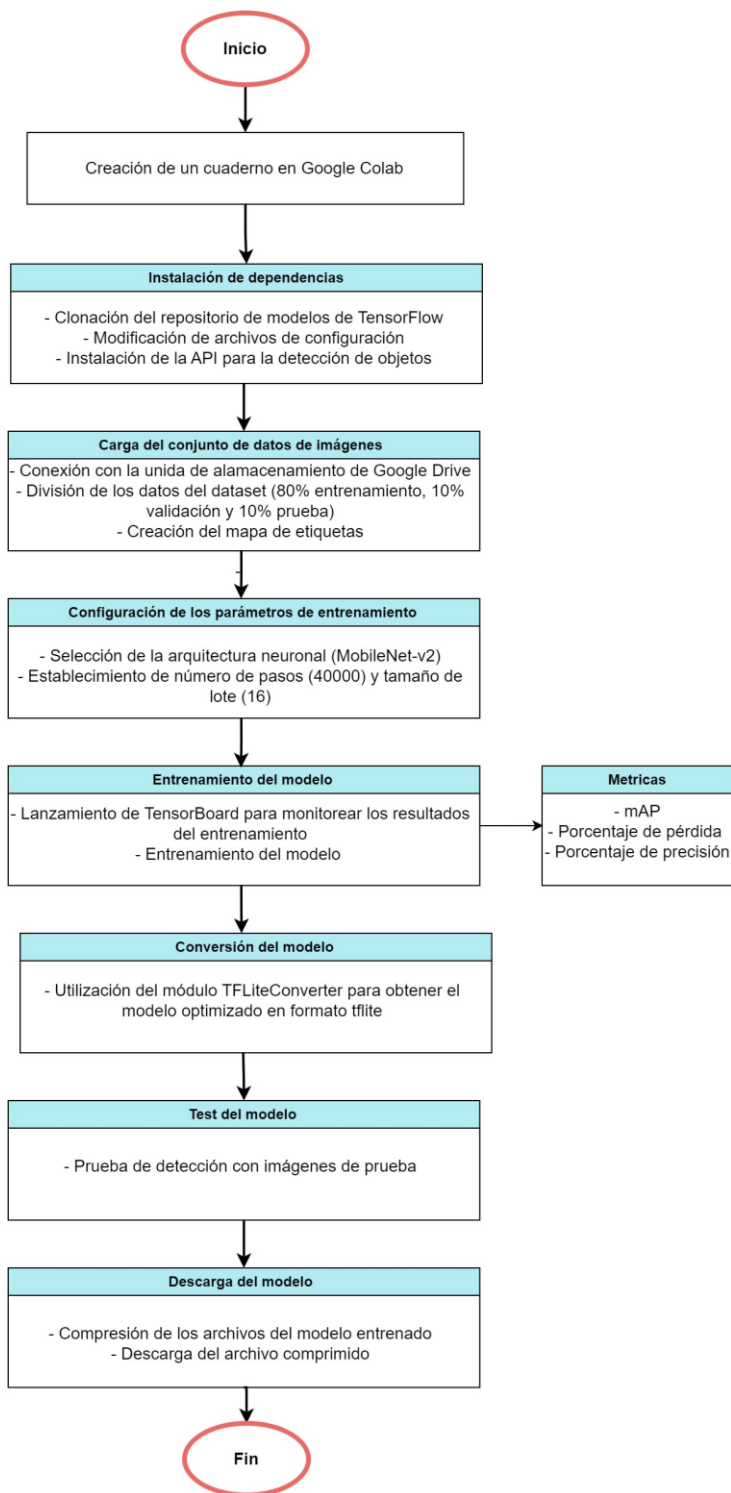 Inicio
Creación de un cuaderno en Google Colab
Instalación de dependencias
- Clonación del repositorio de modelos de TensorFlow
- Modificación de archivos de configuración
- Instalación de la API para la detección de objetos
Carga del conjunto de datos de imágenes
- Conexión con la unida de alamacenamiento de Google Drive
- División de los datos del dataset (80% entrenamiento, 10%
validación y 10% prueba)
- Creación del mapa de etiquetas
-
Configuración de los parámetros de entrenamiento
- Selección de la arquitectura neuronal (MobileNet-v2)
- Establecimiento de número de pasos (40000) y tamaño de
lote (16)
Entrenamiento del modelo
- Lanzamiento de TensorBoard para monitorear los resultados
del entrenamiento
- Entrenamiento del modelo
Metricas
- mAP
- Porcentaje de pérdida
- Porcentaje de precisión
Conversión del modelo
- Utilización del módulo TFLiteConverter para obtener el
modelo optimizado en formato tflite
Test del modelo
- Prueba de detección con imágenes de prueba
Descarga del modelo
- Compresión de los archivos del modelo entrenado
- Descarga del archivo comprimido
Fin